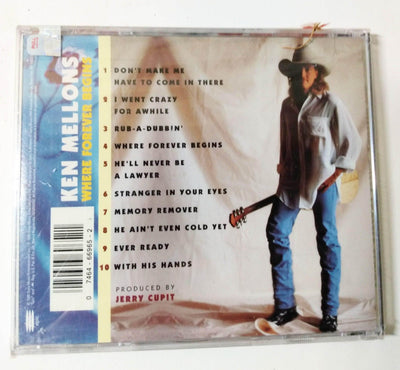 KEN MELLONS
WHERE FOREVER BEGINS
1 DON'T MAKE ME
HAVE TO COME IN THERE
2 I WENT CRAZY
FOR AWHILE
3 RUB-A-DUBBIN'
4 WHERE FOREVER BEGINS
5 HE'LL NEVER BE
A LAWYER
6 STRANGER IN YOUR EYES
7 MEMORY REMOVER
8 HE AIN'T EVEN COLD YET
9 EVER READY
10 WITH HIS HANDS
PRODUCED BY
JERRY CUPIT
0 7464-66965-2